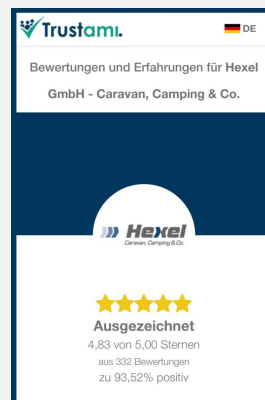 Trustami.
DE
Bewertungen und Erfahrungen für Hexel
GmbH - Caravan, Camping & Co.
Hexel
Caravan, Camping & Co.
Ausgezeichnet
4,83 von 5,00 Sternen
aus 332 Bewertungen
zu 93,52% positiv